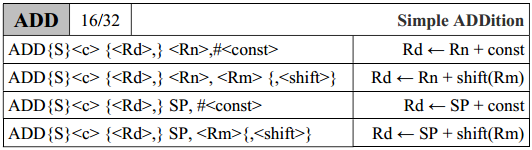 ADD 16/32 Simple ADDition
ADD{S}<c> {<Rd>,} <Rn>,#<const> Rd ← Rn + const
ADD{S}<c> {<Rd>,} <Rn>, <Rm> {,<shift>} Rd ← Rn + shift(Rm)
ADD{S}<c> {<Rd>,} SP, #<const> Rd ← SP + const
ADD{S}<c> {<Rd>,} SP, <Rm>{,<shift>} Rd ← SP + shift(Rm)